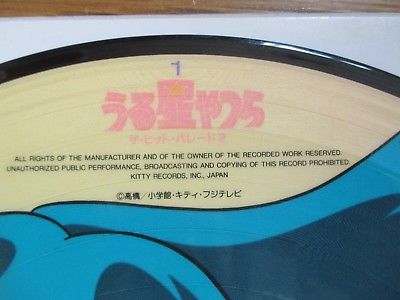 1
うる星やつら
ザ・ヒット・パレード2
ALL RIGHTS OF THE MANUFACTURER AND OF THE OWNER OF THE RECORDED WORK RESERVED.
UNAUTHORIZED PUBLIC PERFORMANCE, BROADCASTING AND COPYING OF THIS RECORD PROHIBITED.
KITTY RECORDS, INC., JAPAN
©高橋／小学館・キティ・フジテレビ